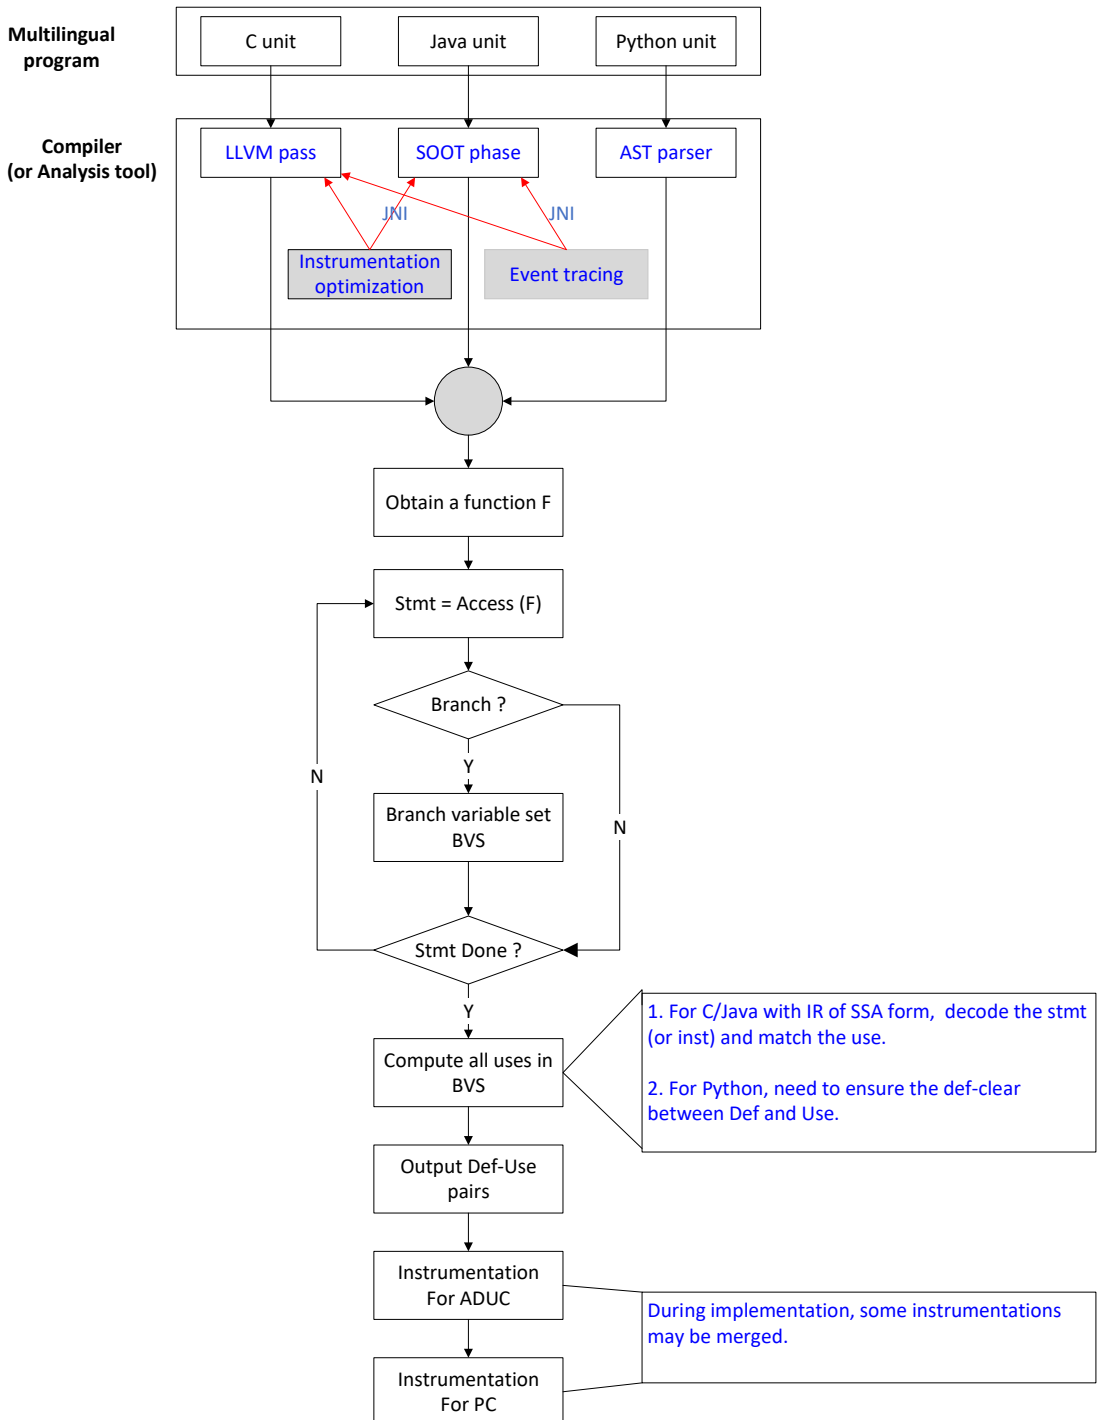 Multilingual
program
C unit
Java unit
Python unit
Compiler
(or Analysis tool)
LLVM pass
SOOT phase
AST parser
JNI
JNI
Instrumentation
optimization
Event tracing
Obtain a function F
Stmt = Access (F)
Branch ?
Y
N
Branch variable set
BVS
N
Stmt Done ?
Y
Compute all uses in
BVS
1. For C/Java with IR of SSA form, decode the stmt
(or inst) and match the use.
2. For Python, need to ensure the def-clear
between Def and Use.
Output Def-Use
pairs
Instrumentation
For ADUC
During implementation, some instrumentations
may be merged.
Instrumentation
For PC